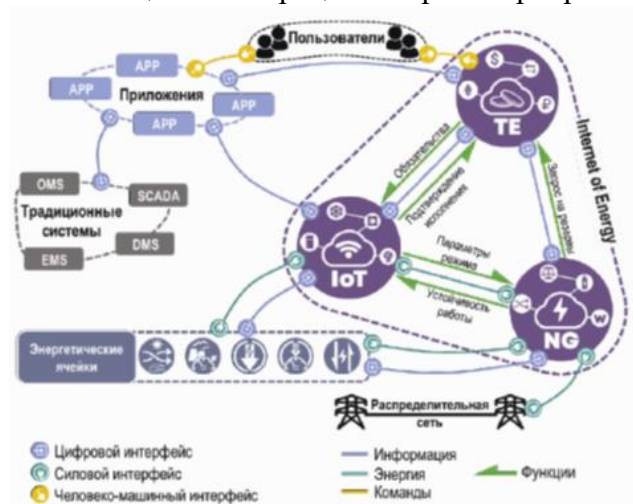 Пользователи
APP
APP
Приложения
APP
APP
$
₽
TE
Internet of Energy
Обязательства
Подтверждение
исполнения
Запрос на резервы
OMS
SCADA
Традиционные
системы
DMS
EMS
IoT
Параметры
режима
Устойчивость
работы
W
NG
Энергетические
ячейки
Распределительная
сеть
Цифровой интерфейс
Силовой интерфейс
Человеко-машинный интерфейс
Информация
Энергия
Команды
Функции